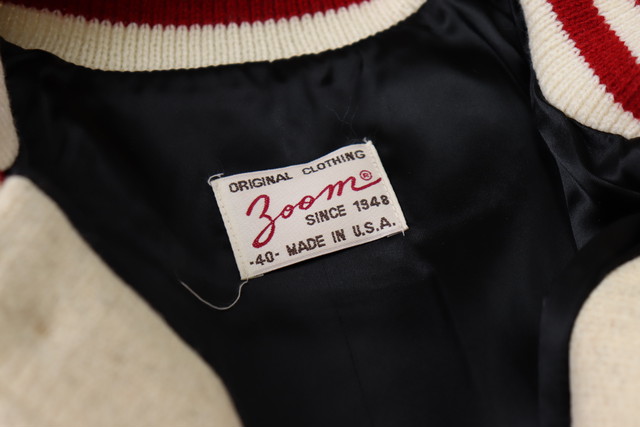 ORIGINAL CLOTHING
Zoom®
SINCE 1948
-40- MADE IN U.S.A.